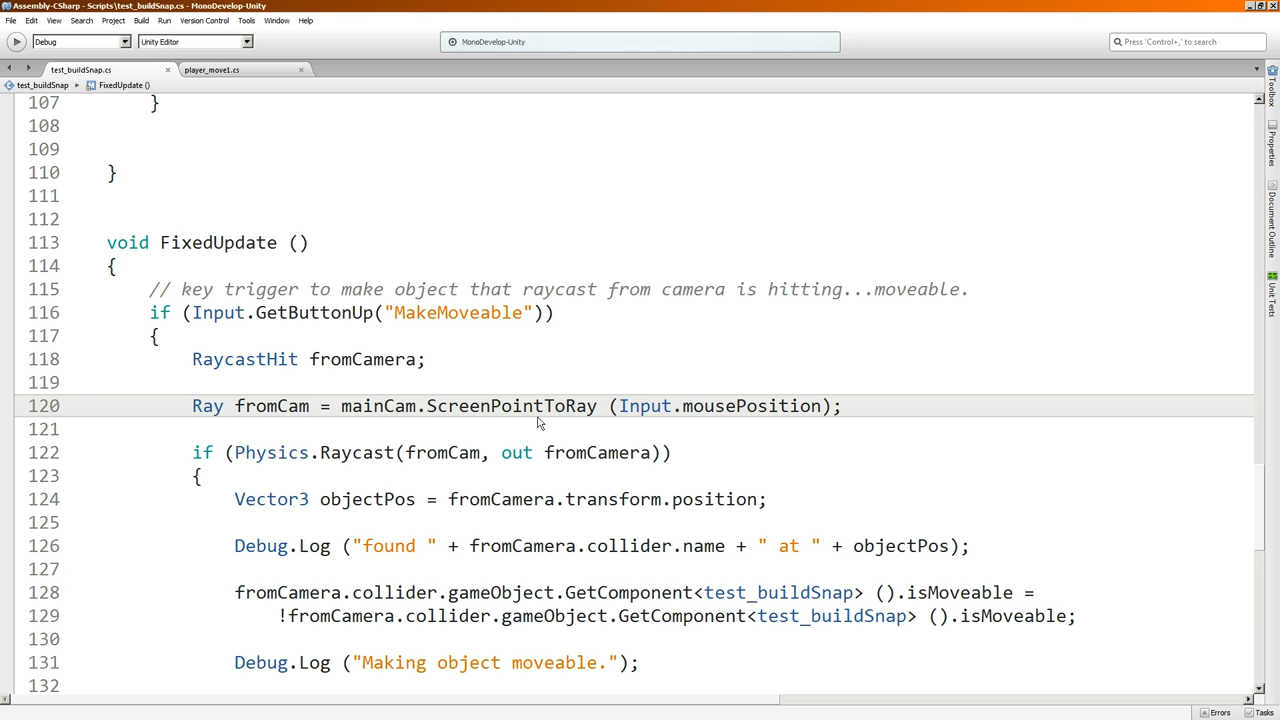 Assembly-CSharp - Scripts\test_buildSnap.cs - MonoDevelop-Unity
File Edit View Search Project Build Run Version Control Tools Window Help
Debug Unity Editor MonoDevelop-Unity Press 'Control+,' to search
test_buildSnap.cs player_move1.cs
test_buildSnap FixedUpdate ()
107 }
108
109
110 }
111
112
113 void FixedUpdate ()
114 {
115 // key trigger to make object that raycast from camera is hitting...moveable.
116 if (Input.GetButtonUp("MakeMoveable"))
117 {
118 RaycastHit fromCamera;
119
120 Ray fromCam = mainCam.ScreenPointToRay (Input.mousePosition);
121
122 if (Physics.Raycast(fromCam, out fromCamera))
123 {
124 Vector3 objectPos = fromCamera.transform.position;
125
126 Debug.Log ("found " + fromCamera.collider.name + " at " + objectPos);
127
128 fromCamera.collider.gameObject.GetComponent<test_buildSnap> ().isMoveable =
129 !fromCamera.collider.gameObject.GetComponent<test_buildSnap> ().isMoveable;
130
131 Debug.Log ("Making object moveable.");
132
Toolbox
Properties
Document Outline
Unit Tests
Errors Tasks